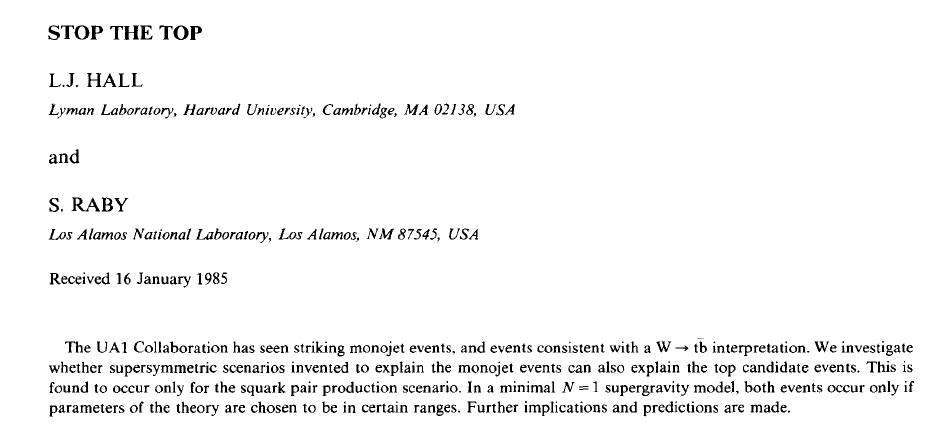 STOP THE TOP
L.J. HALL
Lyman Laboratory, Harvard University, Cambridge, MA 02138, USA
and
S. RABY
Los Alamos National Laboratory, Los Alamos, NM 87545, USA
Received 16 January 1985
The UA1 Collaboration has seen striking monojet events, and events consistent with a W → tb̄ interpretation. We investigate
whether supersymmetric scenarios invented to explain the monojet events can also explain the top candidate events. This is
found to occur only for the squark pair production scenario. In a minimal N = 1 supergravity model, both events occur only if
parameters of the theory are chosen to be in certain ranges. Further implications and predictions are made.